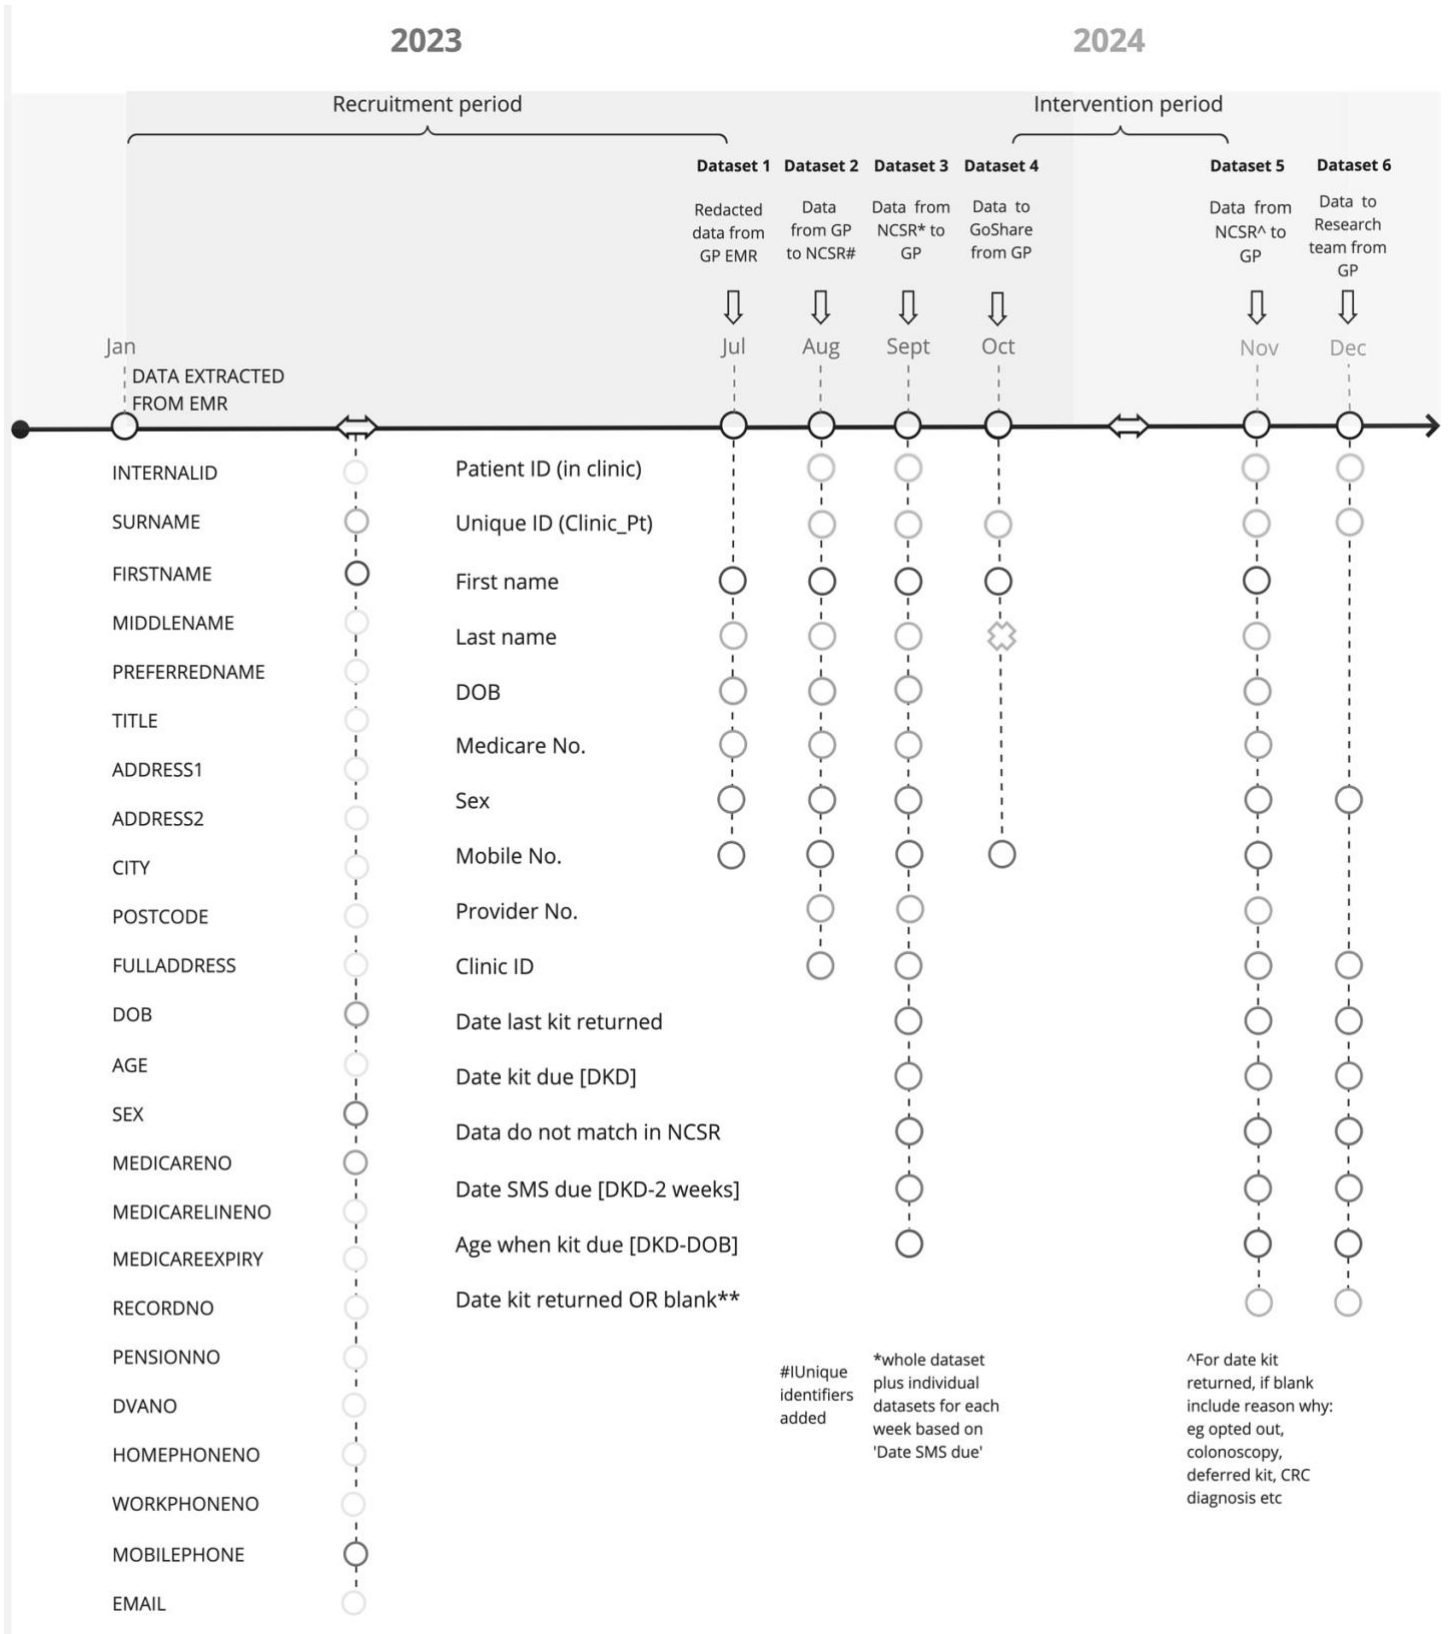 2023
2024
Recruitment period
Intervention period
Dataset 1
Redacted
data from
GP EMR
Jul
Dataset 2
Data
from GP
to NCSR#
Aug
Dataset 3
Data from
NCSR* to
GP
Sept
Dataset 4
Data to
GoShare
from GP
Oct
Dataset 5
Data from
NCSR^ to
GP
Nov
Dataset 6
Data to
Research
team from
GP
Dec
Jan
DATA EXTRACTED
FROM EMR
INTERNALID
SURNAME
FIRSTNAME
MIDDLENAME
PREFERREDNAME
TITLE
ADDRESS1
ADDRESS2
CITY
POSTCODE
FULLADDRESS
DOB
AGE
SEX
MEDICARENO
MEDICARELINENO
MEDICAREEXPIRY
RECORDNO
PENSIONNO
DVANO
HOMEPHONENO
WORKPHONENO
MOBILEPHONE
EMAIL
Patient ID (in clinic)
Unique ID (Clinic_Pt)
First name
Last name
DOB
Medicare No.
Sex
Mobile No.
Provider No.
Clinic ID
Date last kit returned
Date kit due [DKD]
Data do not match in NCSR
Date SMS due [DKD-2 weeks]
Age when kit due [DKD-DOB]
Date kit returned OR blank**
#IUnique
identifiers
added
*whole dataset
plus individual
datasets for each
week based on
'Date SMS due'
^For date kit
returned, if blank
include reason why:
eg opted out,
colonoscopy,
deferred kit, CRC
diagnosis etc